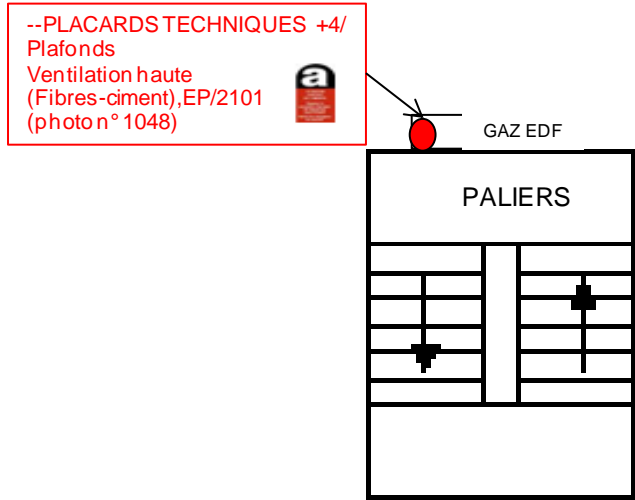 --PLACARDS TECHNIQUES +4/
Plafonds
Ventilation haute
(Fibres-ciment),EP/2101
(photo n° 1048)
a
GAZ EDF
PALIERS